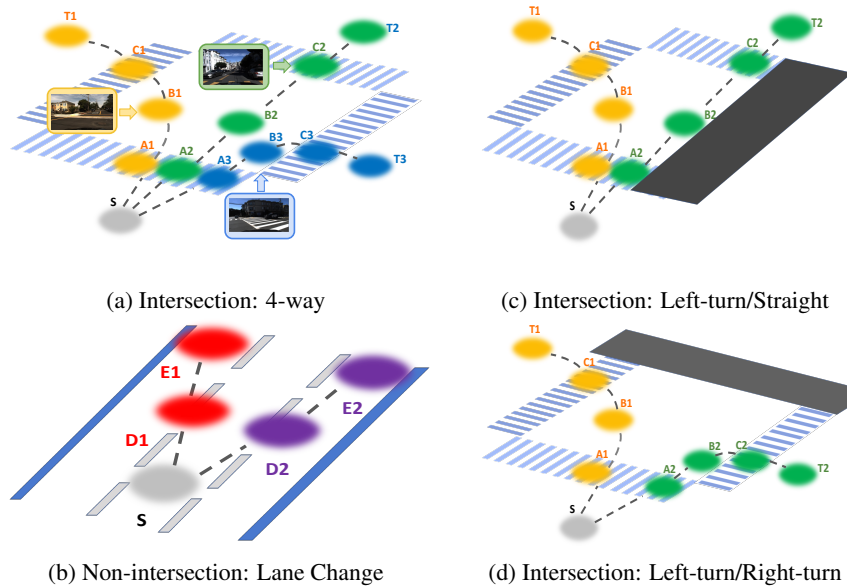 T1
C1
B1
A1
A2
A3
B2
B3
C3
C2
T2
T3
S
(a) Intersection: 4-way
T1
C1
B1
A1
A2
B2
C2
T2
S
(c) Intersection: Left-turn/Straight
E1
D1
S
D2
E2
(b) Non-intersection: Lane Change
T1
C1
B1
A1
A2
B2
C2
T2
S
(d) Intersection: Left-turn/Right-turn